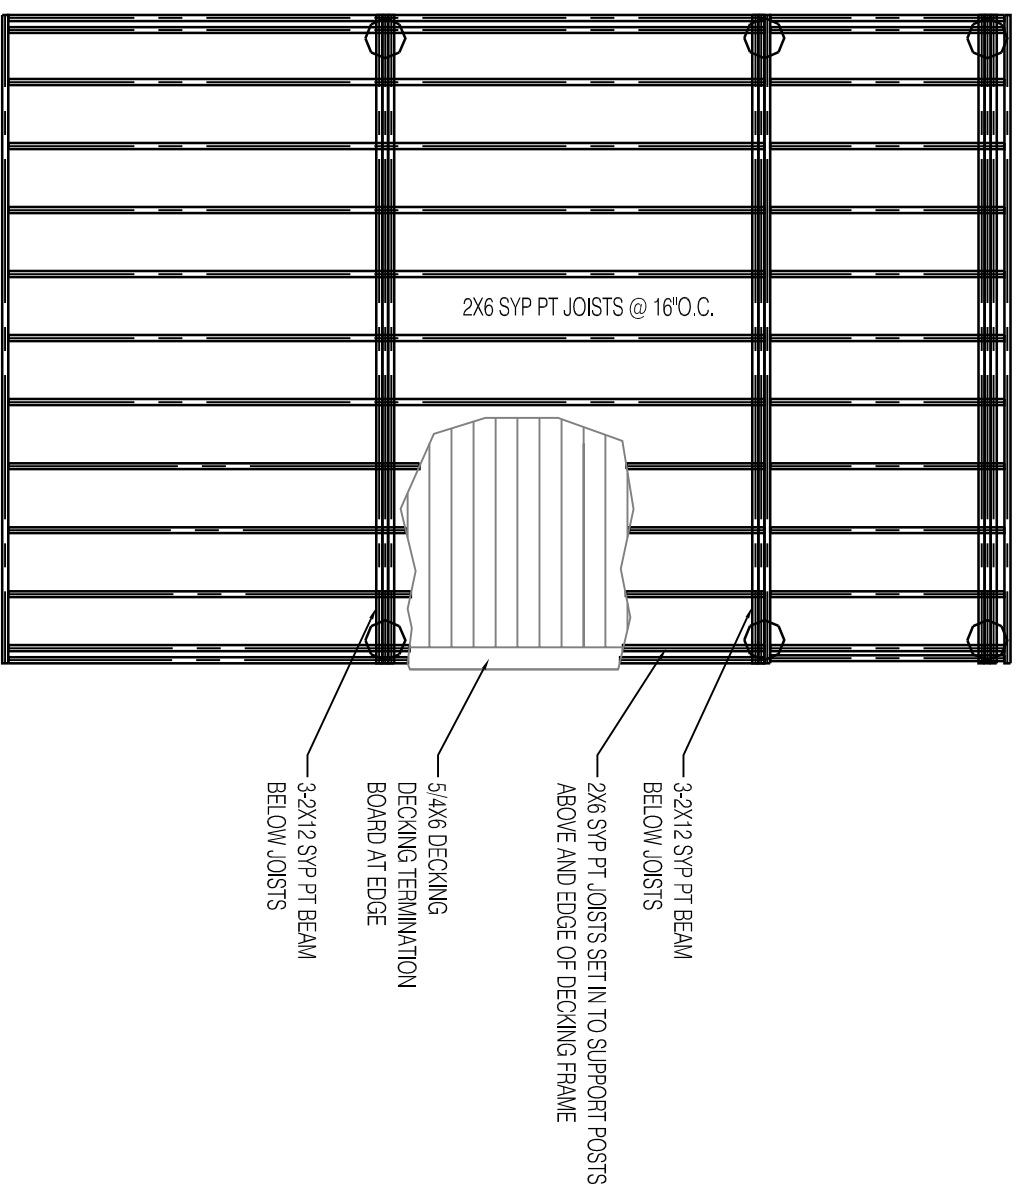 2X6 SYP PT JOISTS @ 16"O.C.
3-2X12 SYP PT BEAM
BELOW JOISTS
2X6 SYP PT JOISTS SET IN TO SUPPORT POSTS
ABOVE AND EDGE OF DECKING FRAME
5/4X6 DECKING
DECKING TERMINATION
BOARD AT EDGE
3-2X12 SYP PT BEAM
BELOW JOISTS